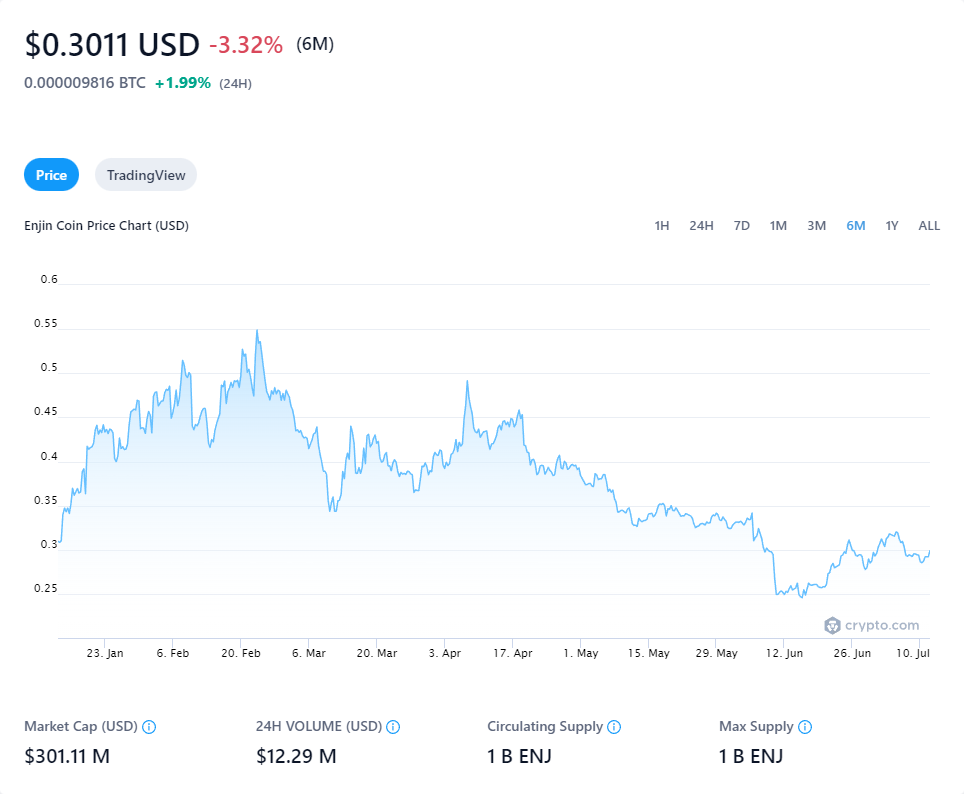 $0.3011 USD -3.32% (6M)
0.000009816 BTC +1.99% (24H)
Price TradingView
Enjin Coin Price Chart (USD) 1H 24H 7D 1M 3M 6M 1Y ALL
0.6
0.55
0.5
0.45
0.4
0.35
0.3
0.25
crypto.com
23. Jan 6. Feb 20. Feb 6. Mar 20. Mar 3. Apr 17. Apr 1. May 15. May 29. May 12. Jun 26. Jun 10. Jul
Market Cap (USD) 24H VOLUME (USD) Circulating Supply Max Supply
$301.11 M $12.29 M 1 B ENJ 1 B ENJ